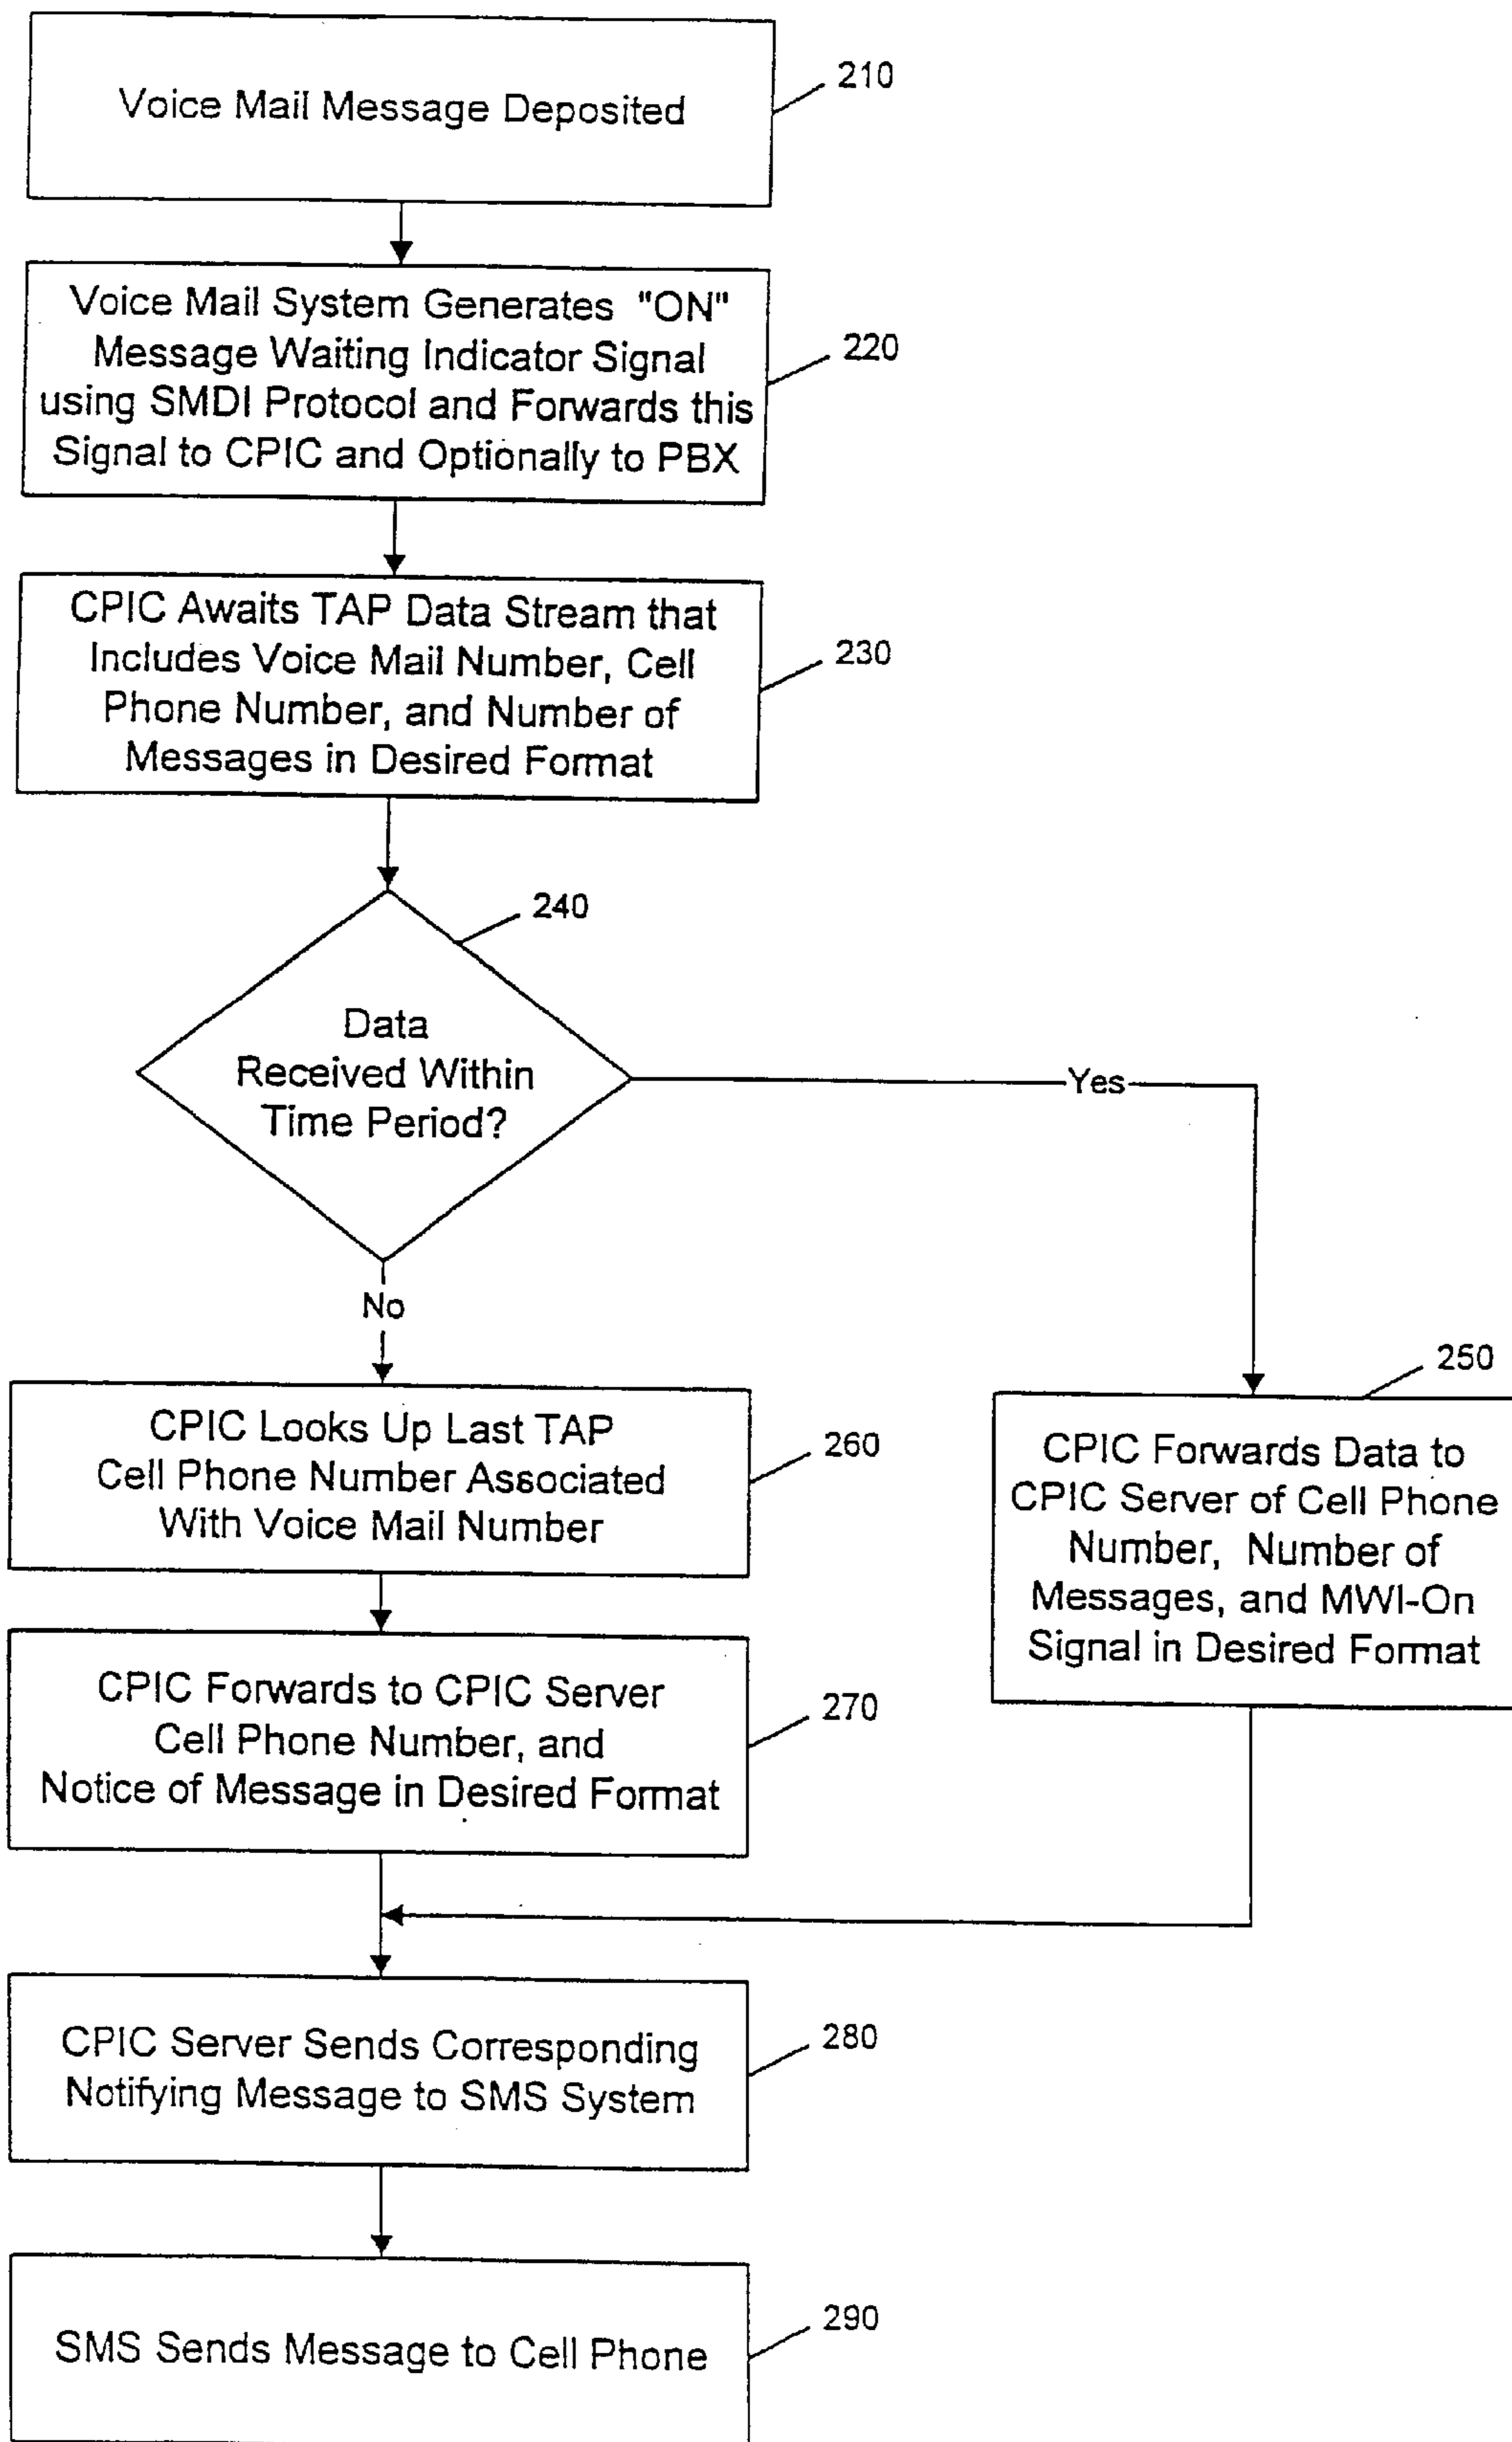 Voice Mail Message Deposited
210
Voice Mail System Generates "ON"
Message Waiting Indicator Signal
using SMDI Protocol and Forwards this
Signal to CPIC and Optionally to PBX
220
CPIC Awaits TAP Data Stream that
Includes Voice Mail Number, Cell
Phone Number, and Number of
Messages in Desired Format
230
240
Data
Received Within
Time Period?
Yes
No
CPIC Looks Up Last TAP
Cell Phone Number Associated
With Voice Mail Number
260
250
CPIC Forwards Data to
CPIC Server of Cell Phone
Number, Number of
Messages, and MWI-On
Signal in Desired Format
CPIC Forwards to CPIC Server
Cell Phone Number, and
Notice of Message in Desired Format
270
CPIC Server Sends Corresponding
Notifying Message to SMS System
280
SMS Sends Message to Cell Phone
290